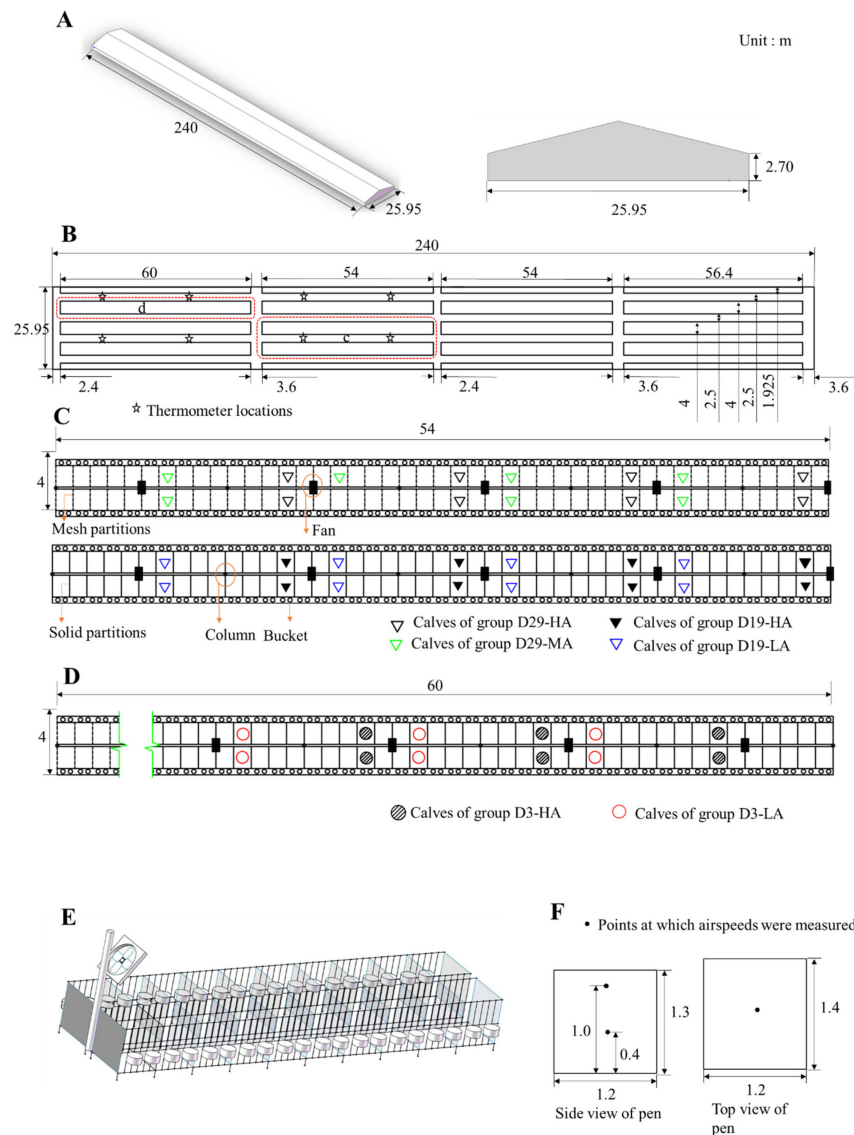 A
Unit : m
240
25.95
2.70
25.95
B
240
60
54
54
56.4
d
c
25.95
2.4
3.6
2.4
3.6
3.6
4
2.5
4
2.5
1.925
☆ Thermometer locations
C
54
4
Mesh partitions
Fan
Solid partitions
Column
Bucket
Calves of group D29-HA
Calves of group D19-HA
Calves of group D29-MA
Calves of group D19-LA
D
60
4
Calves of group D3-HA
Calves of group D3-LA
E
F
• Points at which airspeeds were measured
1.0
0.4
1.3
1.2
Side view of pen
1.4
1.2
Top view of
pen